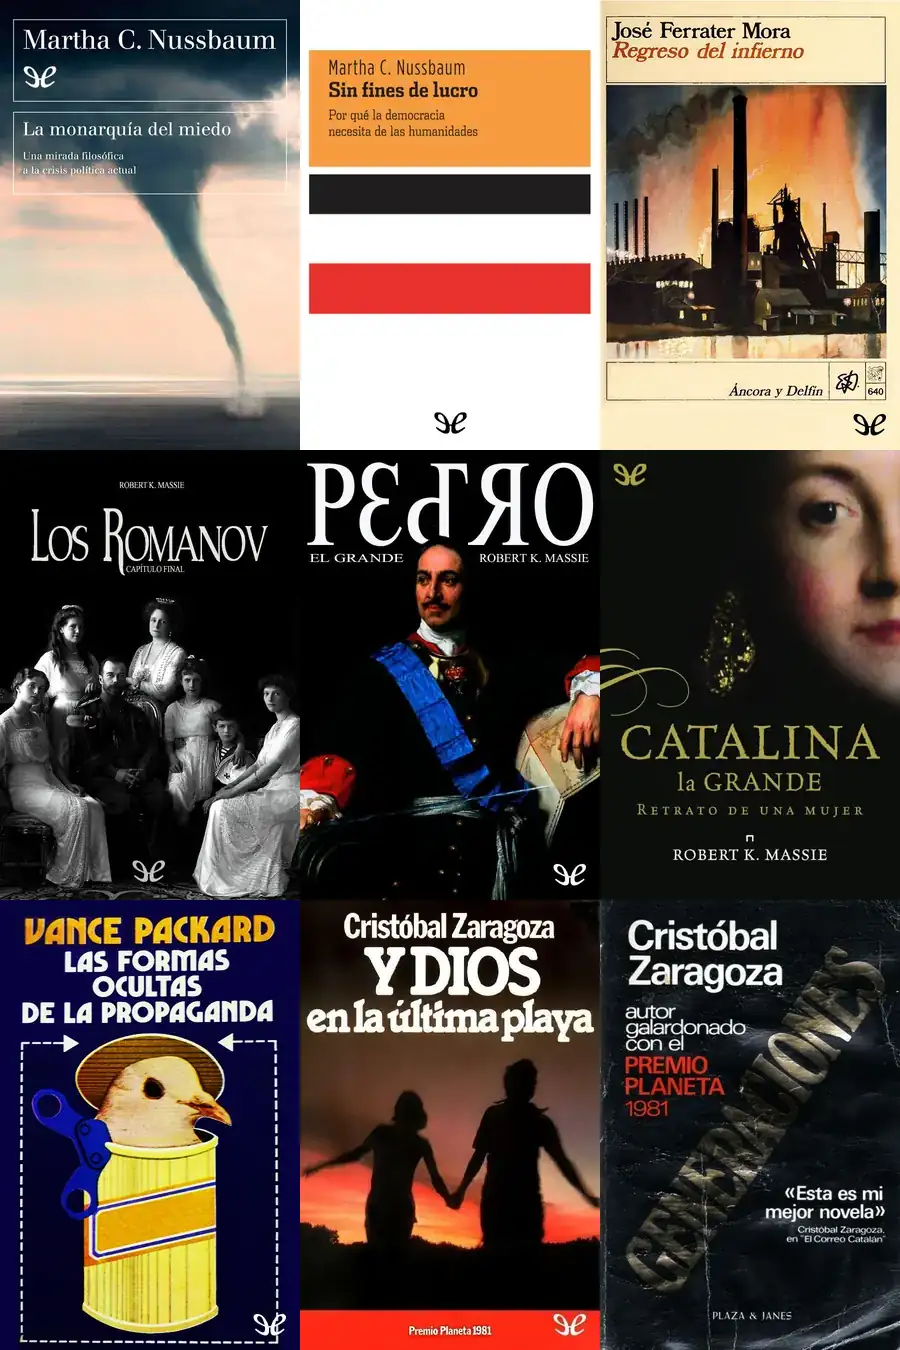 Martha C. Nussbaum
La monarquía del miedo
Una mirada filosófica
a la crisis política actual
Martha C. Nussbaum
Sin fines de lucro
Por qué la democracia
necesita de las humanidades
José Ferrater Mora
Regreso del infierno
Áncora y Delfín
640
ROBERT K. MASSIE
LOS ROMANOV
CAPÍTULO FINAL
PEDRO
EL GRANDE
ROBERT K. MASSIE
CATALINA
la GRANDE
RETRATO DE UNA MUJER
ROBERT K. MASSIE
VANCE PACKARD
LAS FORMAS
OCULTAS
DE LA PROPAGANDA
Cristóbal Zaragoza
Y DIOS
en la última playa
Premio Planeta 1981
Cristóbal
Zaragoza
autor
galardonado
con el
PREMIO
PLANETA
1981
GENERACIONES
«Esta es mi
mejor novela»
Cristóbal Zaragoza,
en "El Correo Catalán"
PLAZA & JANES